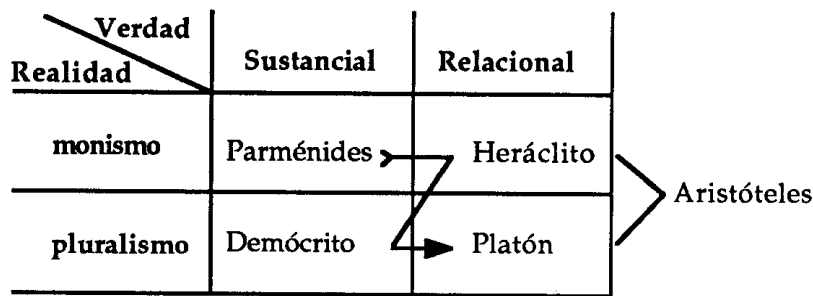 Verdad
Realidad
Sustancial Relacional
monismo Parménides Heráclito
Aristóteles
pluralismo Demócrito Platón